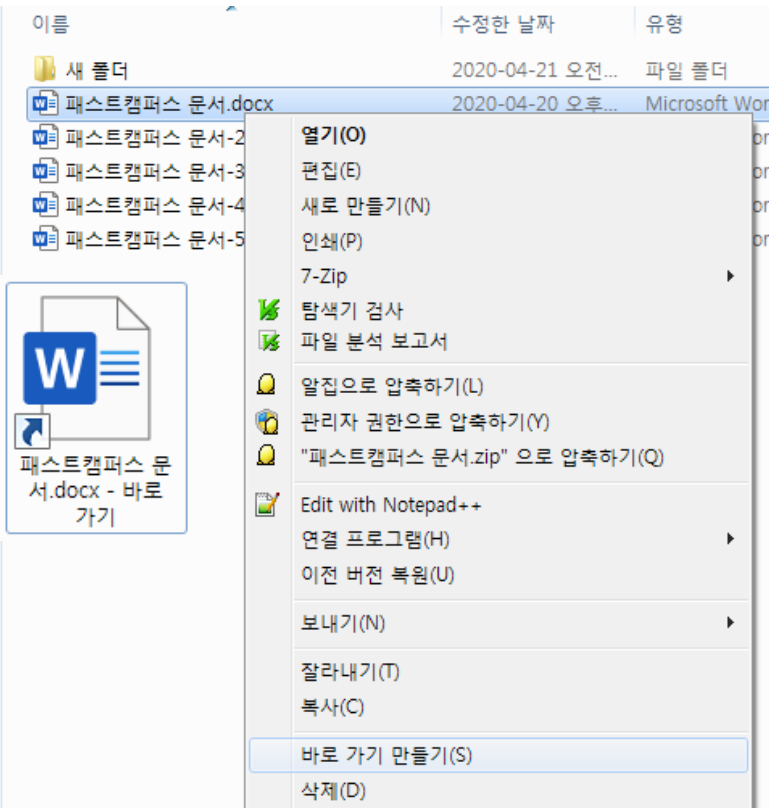 이름 수정한 날짜 유형
새 폴더 2020-04-21 오전... 파일 폴더
패스트캠퍼스 문서.docx 2020-04-20 오후... Microsoft Wor
패스트캠퍼스 문서-2
패스트캠퍼스 문서-3
패스트캠퍼스 문서-4
패스트캠퍼스 문서-5
W
패스트캠퍼스 문
서.docx - 바로
가기
열기(O)
편집(E)
새로 만들기(N)
인쇄(P)
7-Zip
탐색기 검사
파일 분석 보고서
알집으로 압축하기(L)
관리자 권한으로 압축하기(Y)
"패스트캠퍼스 문서.zip" 으로 압축하기(Q)
Edit with Notepad++
연결 프로그램(H)
이전 버전 복원(U)
보내기(N)
잘라내기(T)
복사(C)
바로 가기 만들기(S)
삭제(D)